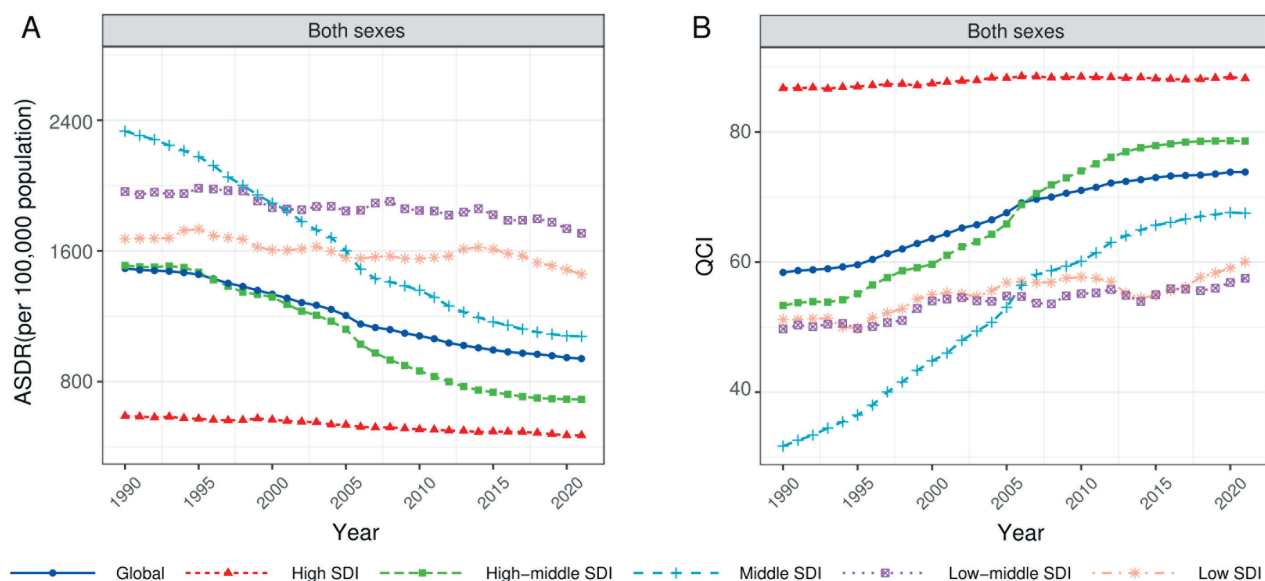 A
Both sexes
ASDR(per 100,000 population)
2400
1600
800
1990
1995
2000
2005
2010
2015
2020
Year
B
Both sexes
QCI
80
60
40
1990
1995
2000
2005
2010
2015
2020
Year
Global
High SDI
High−middle SDI
Middle SDI
Low−middle SDI
Low SDI